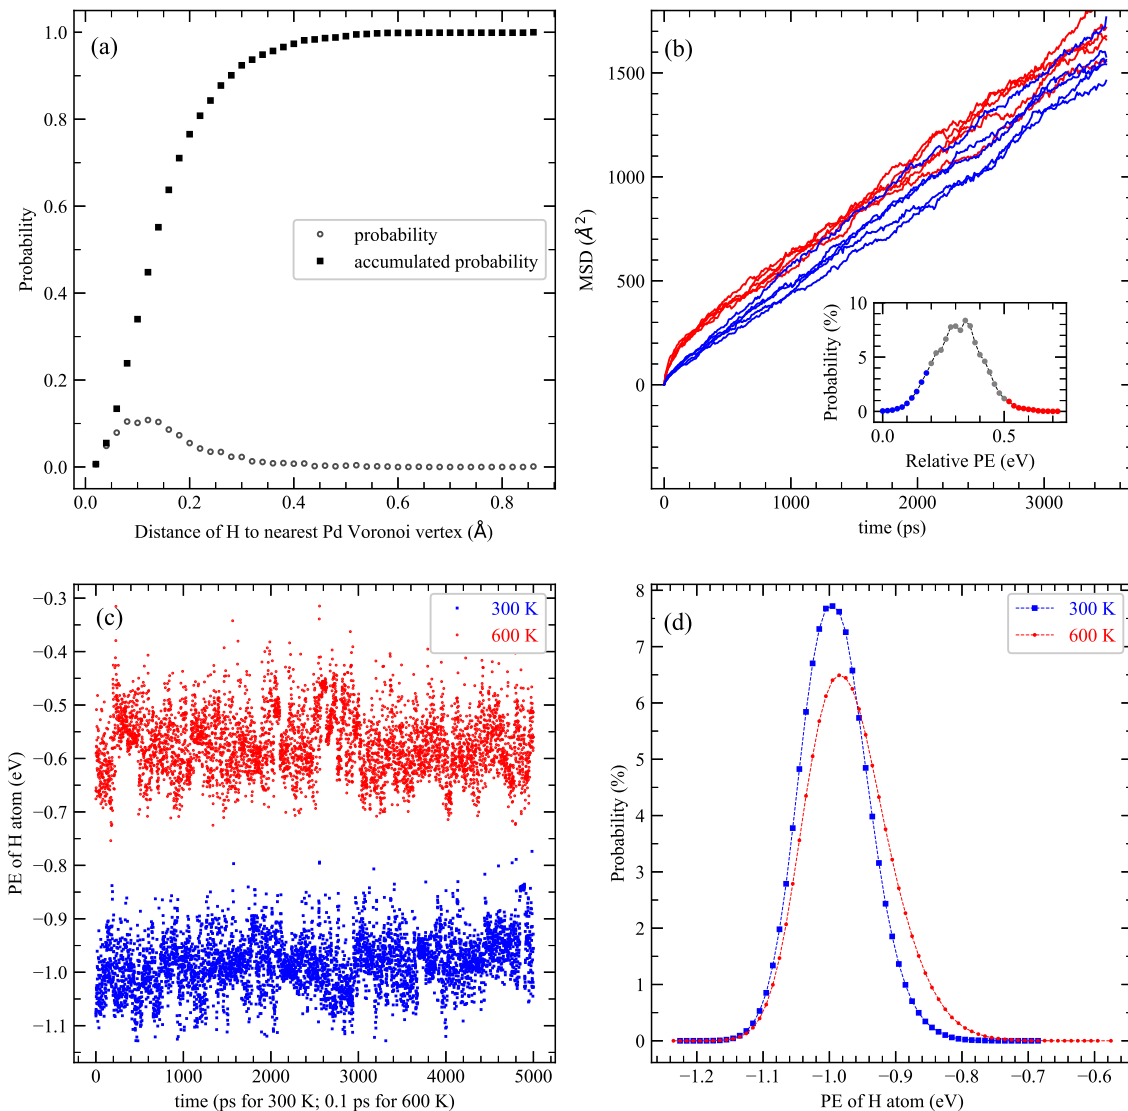 (a)
1.0
0.8
0.6
0.4
0.2
0.0
Probability
probability
accumulated probability
0.0 0.2 0.4 0.6 0.8
Distance of H to nearest Pd Voronoi vertex (Å)
(b)
1500
1000
500
0
MSD (Å²)
0 1000 2000 3000
time (ps)
10
5
0
Probability (%)
0.0 0.5
Relative PE (eV)
(c)
300 K
600 K
−0.3
−0.4
−0.5
−0.6
−0.7
−0.8
−0.9
−1.0
−1.1
PE of H atom (eV)
0 1000 2000 3000 4000 5000
time (ps for 300 K; 0.1 ps for 600 K)
(d)
300 K
600 K
8
7
6
5
4
3
2
1
0
Probability (%)
−1.2 −1.1 −1.0 −0.9 −0.8 −0.7 −0.6
PE of H atom (eV)